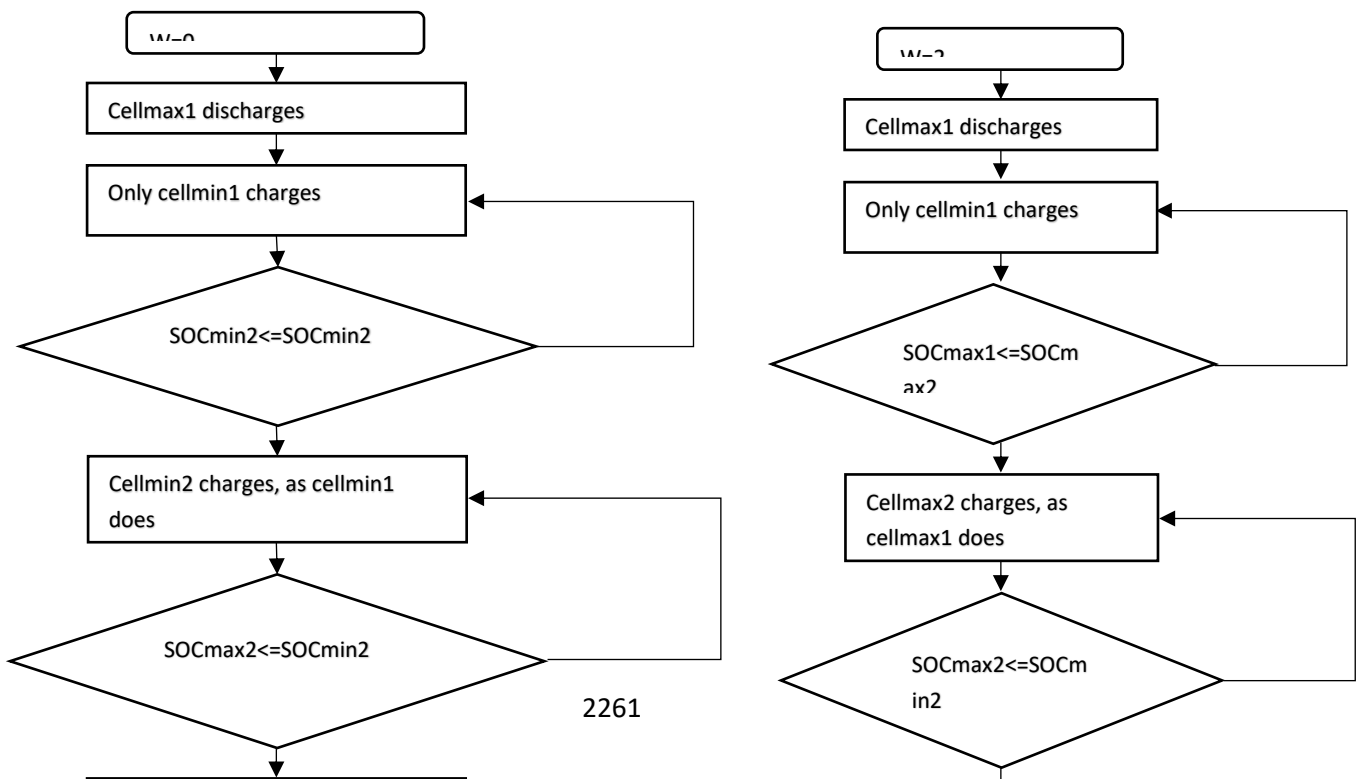 Cellmax1 discharges
Only cellmin1 charges
SOCmin2<=SOCmin2
Cellmin2 charges, as cellmin1
does
SOCmax2<=SOCmin2
2261
Cellmax1 discharges
Only cellmin1 charges
SOCmax1<=SOCm
ax2
Cellmax2 charges, as
cellmax1 does
SOCmax2<=SOCm
in2